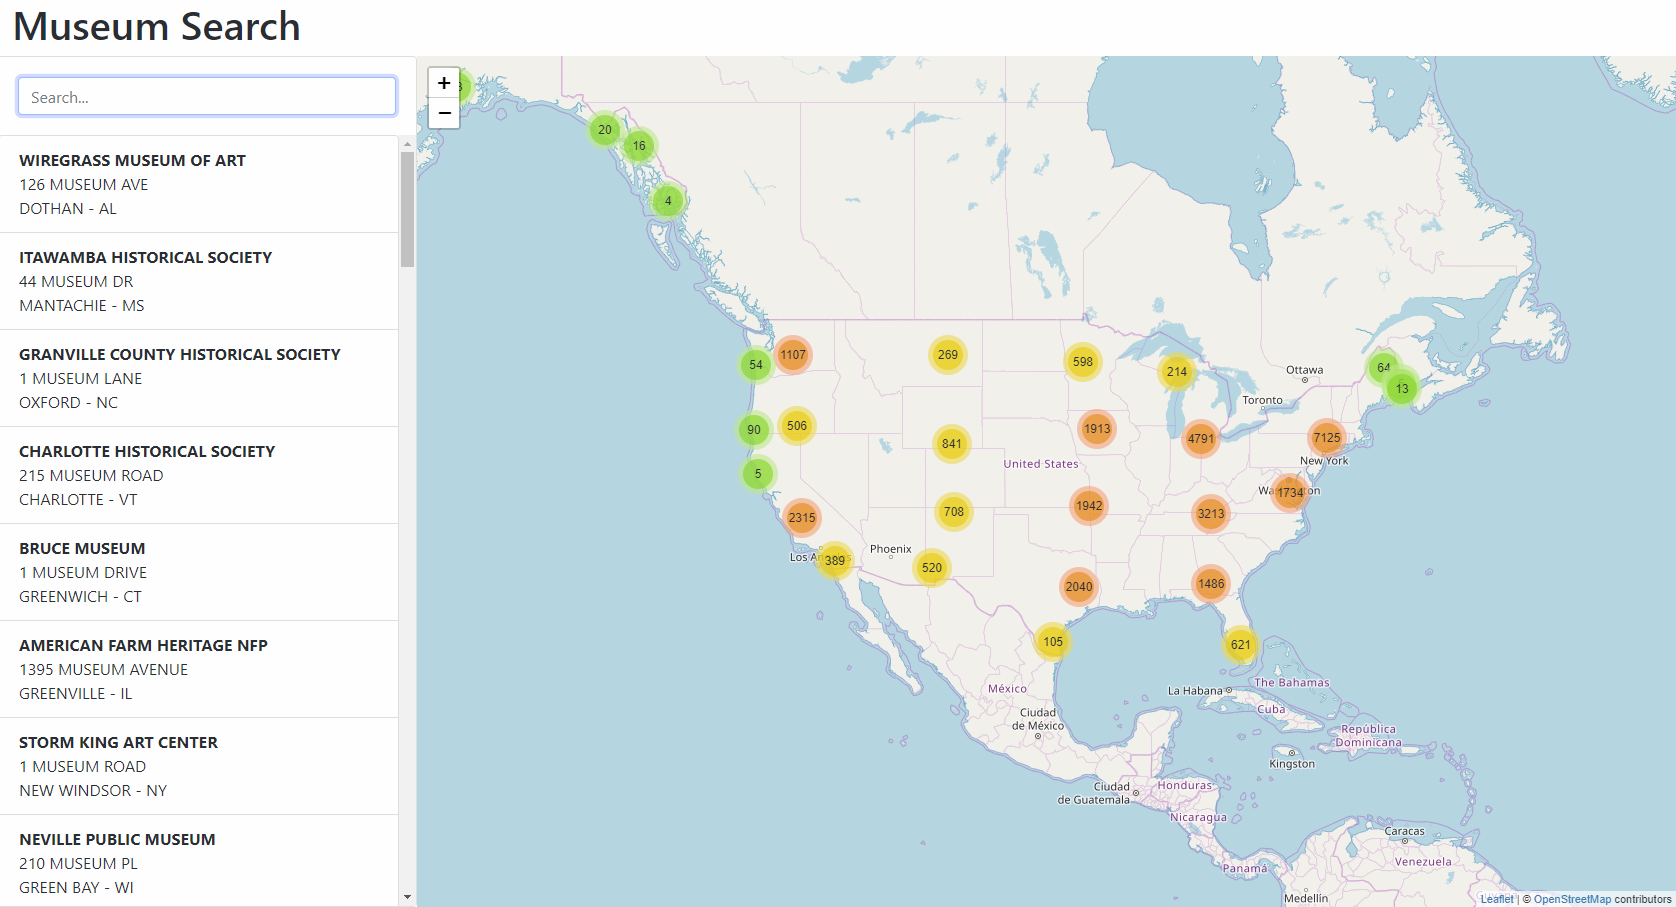 Museum Search
Search...
WIREGRASS MUSEUM OF ART
126 MUSEUM AVE
DOTHAN - AL
ITAWAMBA HISTORICAL SOCIETY
44 MUSEUM DR
MANTACHIE - MS
GRANVILLE COUNTY HISTORICAL SOCIETY
1 MUSEUM LANE
OXFORD - NC
CHARLOTTE HISTORICAL SOCIETY
215 MUSEUM ROAD
CHARLOTTE - VT
BRUCE MUSEUM
1 MUSEUM DRIVE
GREENWICH - CT
AMERICAN FARM HERITAGE NFP
1395 MUSEUM AVENUE
GREENVILLE - IL
STORM KING ART CENTER
1 MUSEUM ROAD
NEW WINDSOR - NY
NEVILLE PUBLIC MUSEUM
210 MUSEUM PL
GREEN BAY - WI
+
−
20
16
4
54
1107
269
598
214
Ottawa
64
13
Toronto
90
506
841
1913
4791
7125
New York
United States
5
2315
708
1942
3213
1734
Phoenix
389
520
2040
1486
105
621
La Habana
The Bahamas
México
Cuba
Ciudad
de México
República
Dominicana
Kingston
Ciudad
de Guatemala
Honduras
Nicaragua
Caracas
Venezuela
Panamá
Medellín
Leaflet | © OpenStreetMap contributors